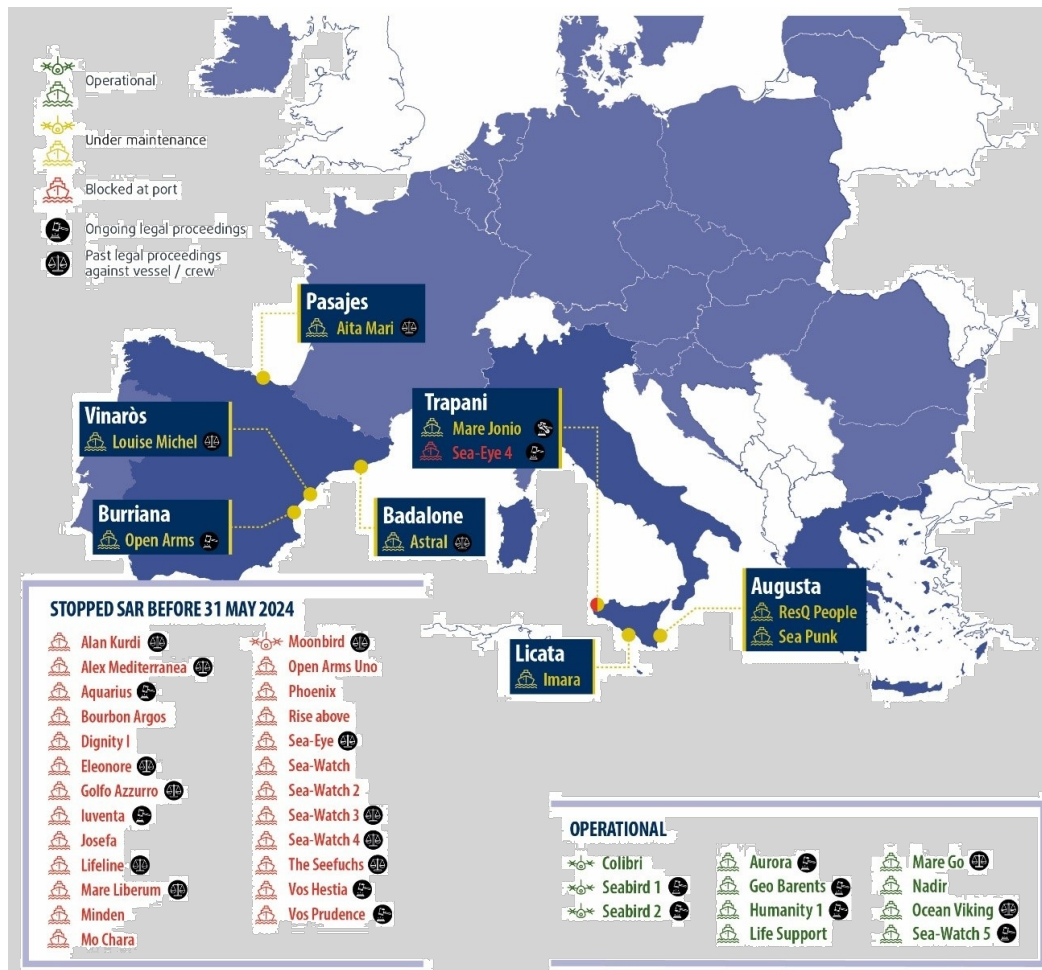 Operational
Under maintenance
Blocked at port
Ongoing legal proceedings
Past legal proceedings
against vessel / crew
Pasajes
Aita Mari
Vinaròs
Louise Michel
Burriana
Open Arms
Badalone
Astral
Trapani
Mare Jonio
Sea-Eye 4
Augusta
ResQ People
Sea Punk
Licata
Imara
STOPPED SAR BEFORE 31 MAY 2024
Alan Kurdi
Alex Mediterranea
Aquarius
Bourbon Argos
Dignity I
Eleonore
Golfo Azzurro
Iuventa
Josefa
Lifeline
Mare Liberum
Minden
Mo Chara
Moonbird
Open Arms Uno
Phoenix
Rise above
Sea-Eye
Sea-Watch
Sea-Watch 2
Sea-Watch 3
Sea-Watch 4
The Seefuchs
Vos Hestia
Vos Prudence
OPERATIONAL
Colibri
Seabird 1
Seabird 2
Aurora
Geo Barents
Humanity 1
Life Support
Mare Go
Nadir
Ocean Viking
Sea-Watch 5